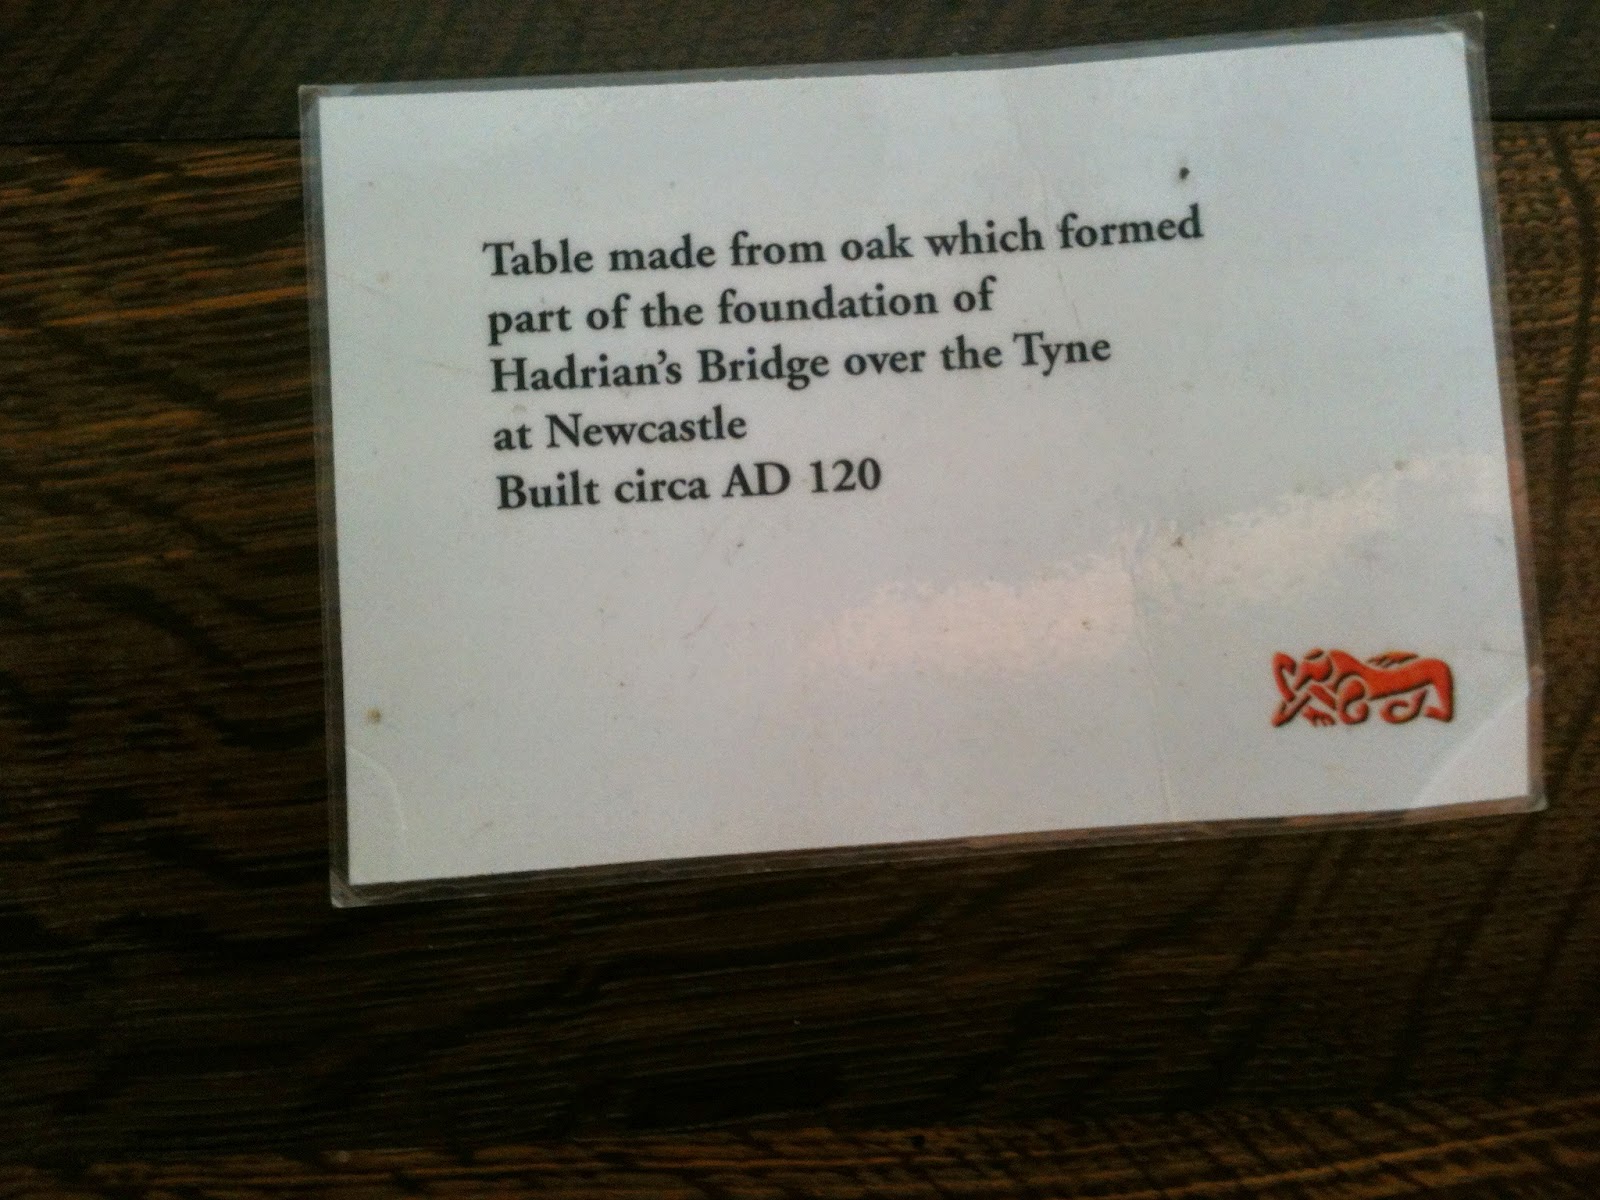 Table made from oak which formed
part of the foundation of
Hadrian's Bridge over the Tyne
at Newcastle
Built circa AD 120